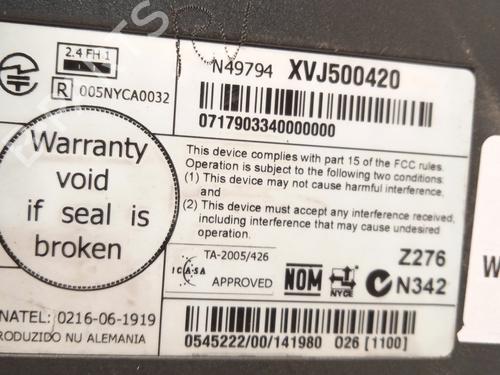 2.4 FH 1
R 005NYCA0032
N49794 XVJ500420
0717903340000000
Warranty
void
if seal is
broken
This device complies with part 15 of the FCC rules.
Operation is subject to the following two conditions:
(1) This device may not cause harmful interference,
and
(2) This device must accept any interference received,
including interference that may cause undesired
operation.
ICASA
TA-2005/426
APPROVED
NOM
NYCE
Z276
N342
NATEL: 0216-06-1919
RODUZIDO NU ALEMANIA
0545222/00/141980 026 [1100]
W